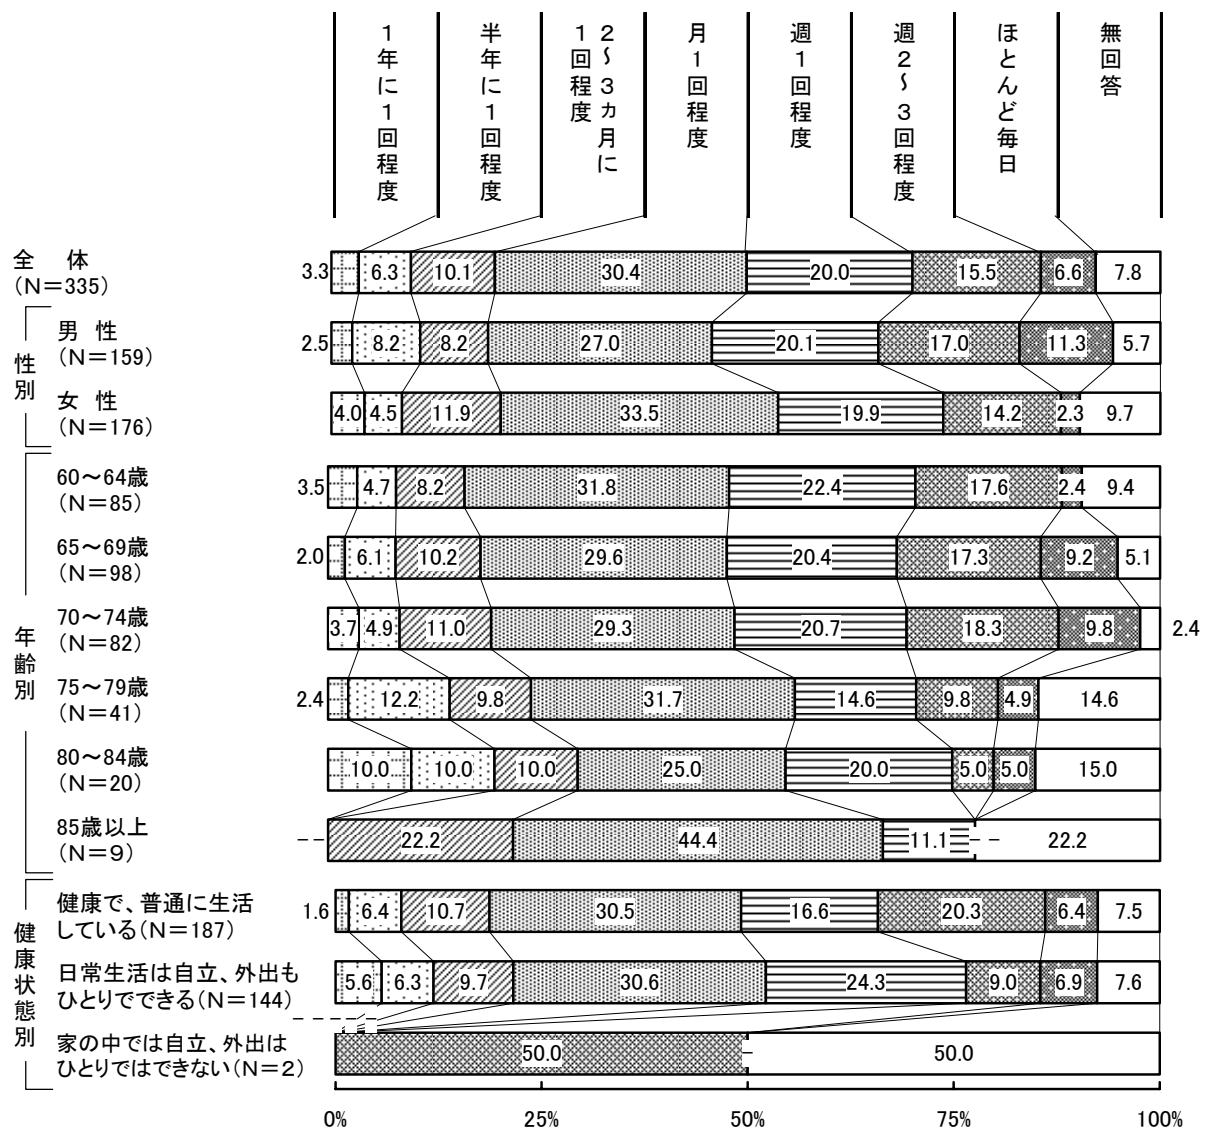 1年に1回程度
半年に1回程度
2～3ヵ月に
1回程度
月1回程度
週1回程度
週2～3回程度
ほとんど毎日
無回答
全　体
(N＝335)
3.3 6.3 10.1 30.4 20.0 15.5 6.6 7.8
性別
男　性
(N＝159)
2.5 8.2 8.2 27.0 20.1 17.0 11.3 5.7
女　性
(N＝176)
4.0 4.5 11.9 33.5 19.9 14.2 2.3 9.7
年齢別
60～64歳
(N＝85)
3.5 4.7 8.2 31.8 22.4 17.6 2.4 9.4
65～69歳
(N＝98)
2.0 6.1 10.2 29.6 20.4 17.3 9.2 5.1
70～74歳
(N＝82)
3.7 4.9 11.0 29.3 20.7 18.3 9.8 2.4
75～79歳
(N＝41)
2.4 12.2 9.8 31.7 14.6 9.8 4.9 14.6
80～84歳
(N＝20)
10.0 10.0 10.0 25.0 20.0 5.0 5.0 15.0
85歳以上
(N＝9)
-- 22.2 44.4 11.1 -- 22.2
健康状態別
健康で、普通に生活
している(N＝187)
1.6 6.4 10.7 30.5 16.6 20.3 6.4 7.5
日常生活は自立、外出も
ひとりでできる(N＝144)
5.6 6.3 9.7 30.6 24.3 9.0 6.9 7.6
家の中では自立、外出は
ひとりではできない(N＝2)
----- 50.0 - 50.0
0% 25% 50% 75% 100%